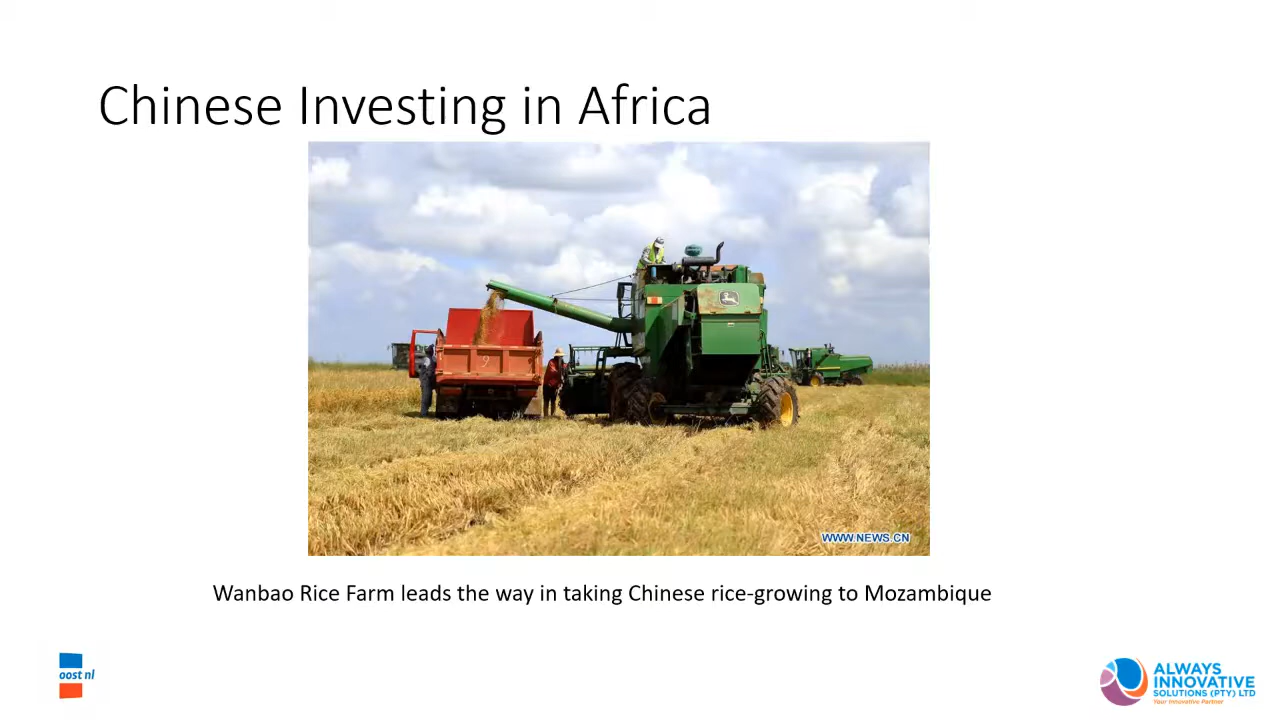 Chinese Investing in Africa
9
WWW.NEWS.CN
Wanbao Rice Farm leads the way in taking Chinese rice-growing to Mozambique
oost nl
ALWAYS
INNOVATIVE
SOLUTIONS (PTY) LTD
Your Innovative Partner